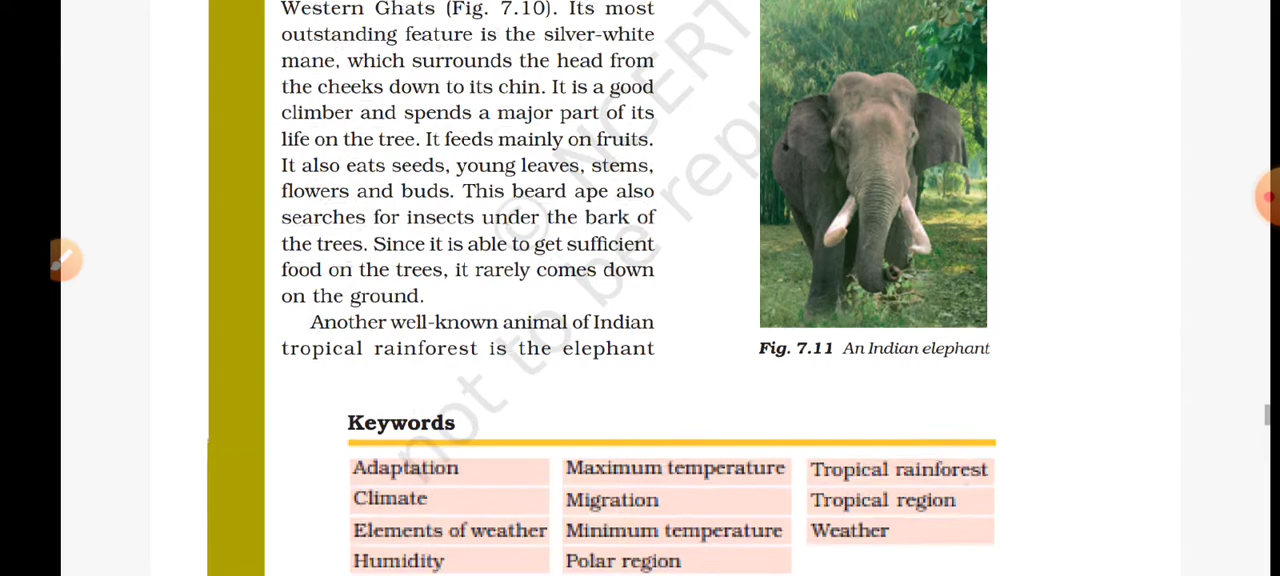 Western Ghats (Fig. 7.10). Its most
outstanding feature is the silver-white
mane, which surrounds the head from
the cheeks down to its chin. It is a good
climber and spends a major part of its
life on the tree. It feeds mainly on fruits.
It also eats seeds, young leaves, stems,
flowers and buds. This beard ape also
searches for insects under the bark of
the trees. Since it is able to get sufficient
food on the trees, it rarely comes down
on the ground.
Another well-known animal of Indian
tropical rainforest is the elephant
Fig. 7.11 An Indian elephant
© NCERT
not to be repu
Keywords
Adaptation
Climate
Elements of weather
Humidity
Maximum temperature
Migration
Minimum temperature
Polar region
Tropical rainforest
Tropical region
Weather